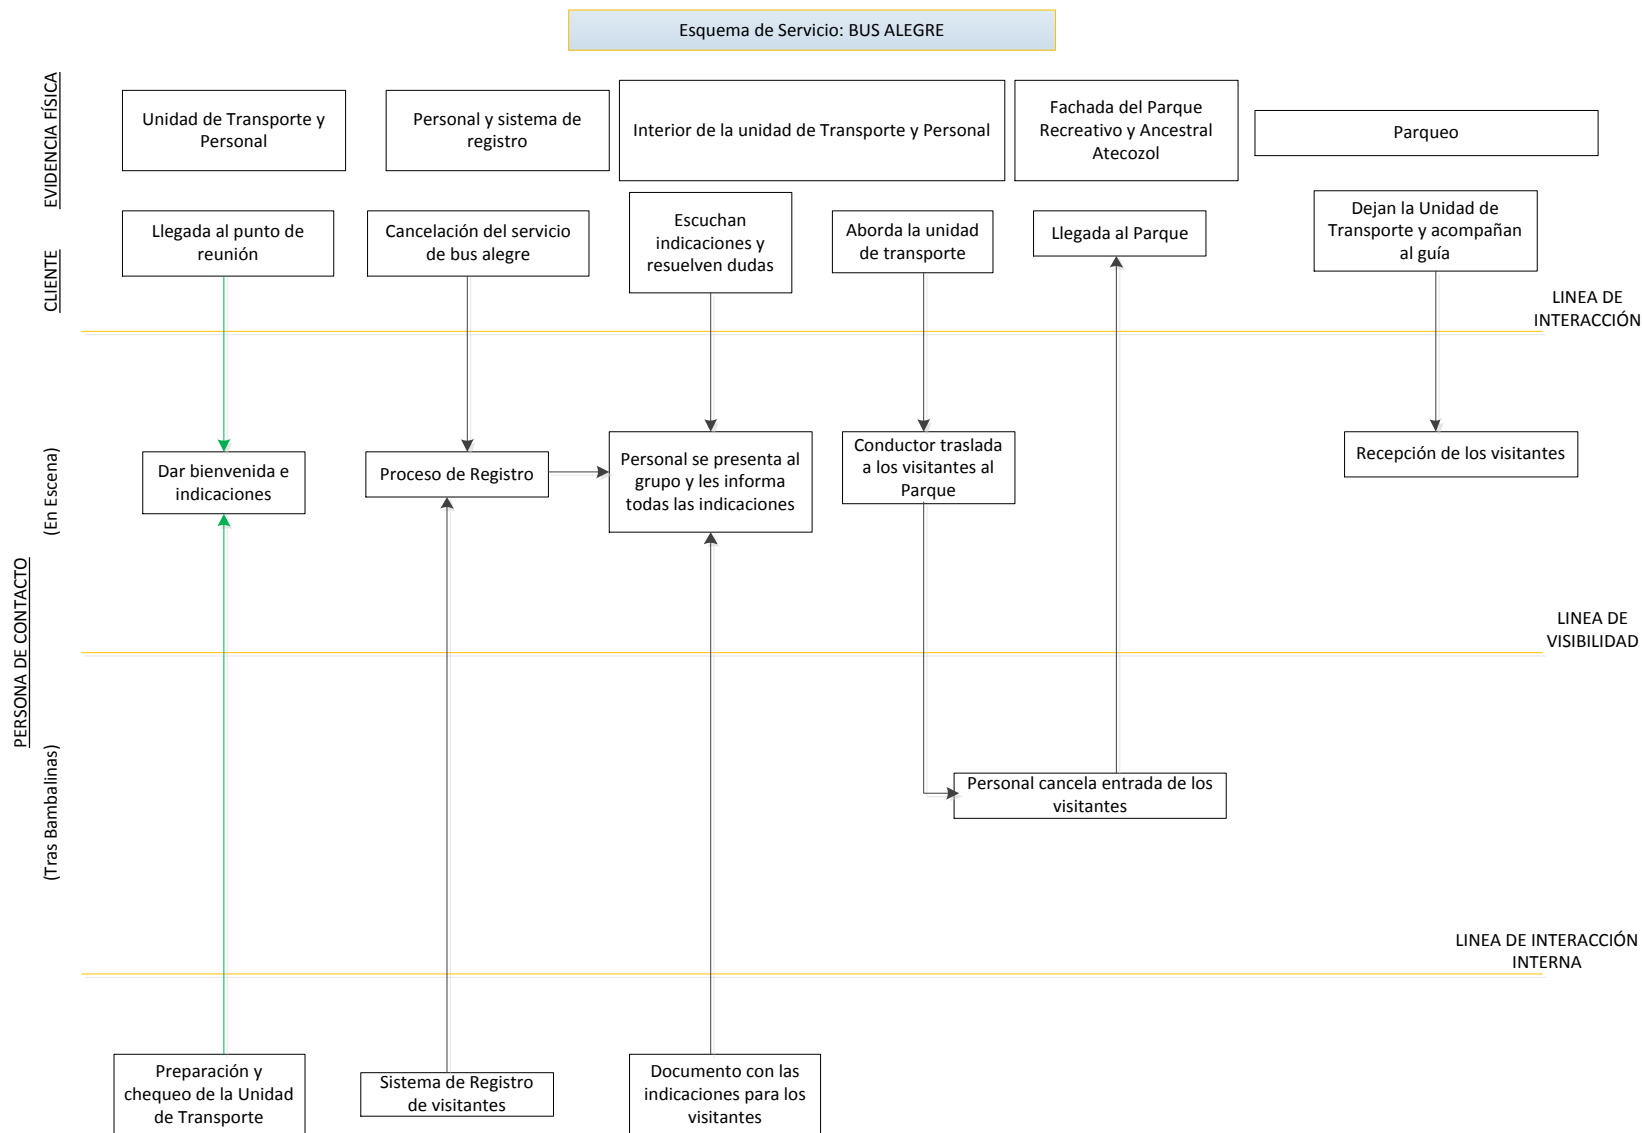 Esquema de Servicio: BUS ALEGRE
EVIDENCIA FÍSICA
Unidad de Transporte y
Personal
Personal y sistema de
registro
Interior de la unidad de Transporte y Personal
Fachada del Parque
Recreativo y Ancestral
Atecozol
Parqueo
CLIENTE
Llegada al punto de
reunión
Cancelación del servicio
de bus alegre
Escuchan
indicaciones y
resuelven dudas
Aborda la unidad
de transporte
Llegada al Parque
Dejan la Unidad de
Transporte y acompañan
al guía
LINEA DE
INTERACCIÓN
PERSONA DE CONTACTO
(En Escena)
Dar bienvenida e
indicaciones
Proceso de Registro
Personal se presenta al
grupo y les informa
todas las indicaciones
Conductor traslada
a los visitantes al
Parque
Recepción de los visitantes
LINEA DE
VISIBILIDAD
(Tras Bambalinas)
Personal cancela entrada de los
visitantes
LINEA DE INTERACCIÓN
INTERNA
Preparación y
chequeo de la Unidad
de Transporte
Sistema de Registro
de visitantes
Documento con las
indicaciones para los
visitantes